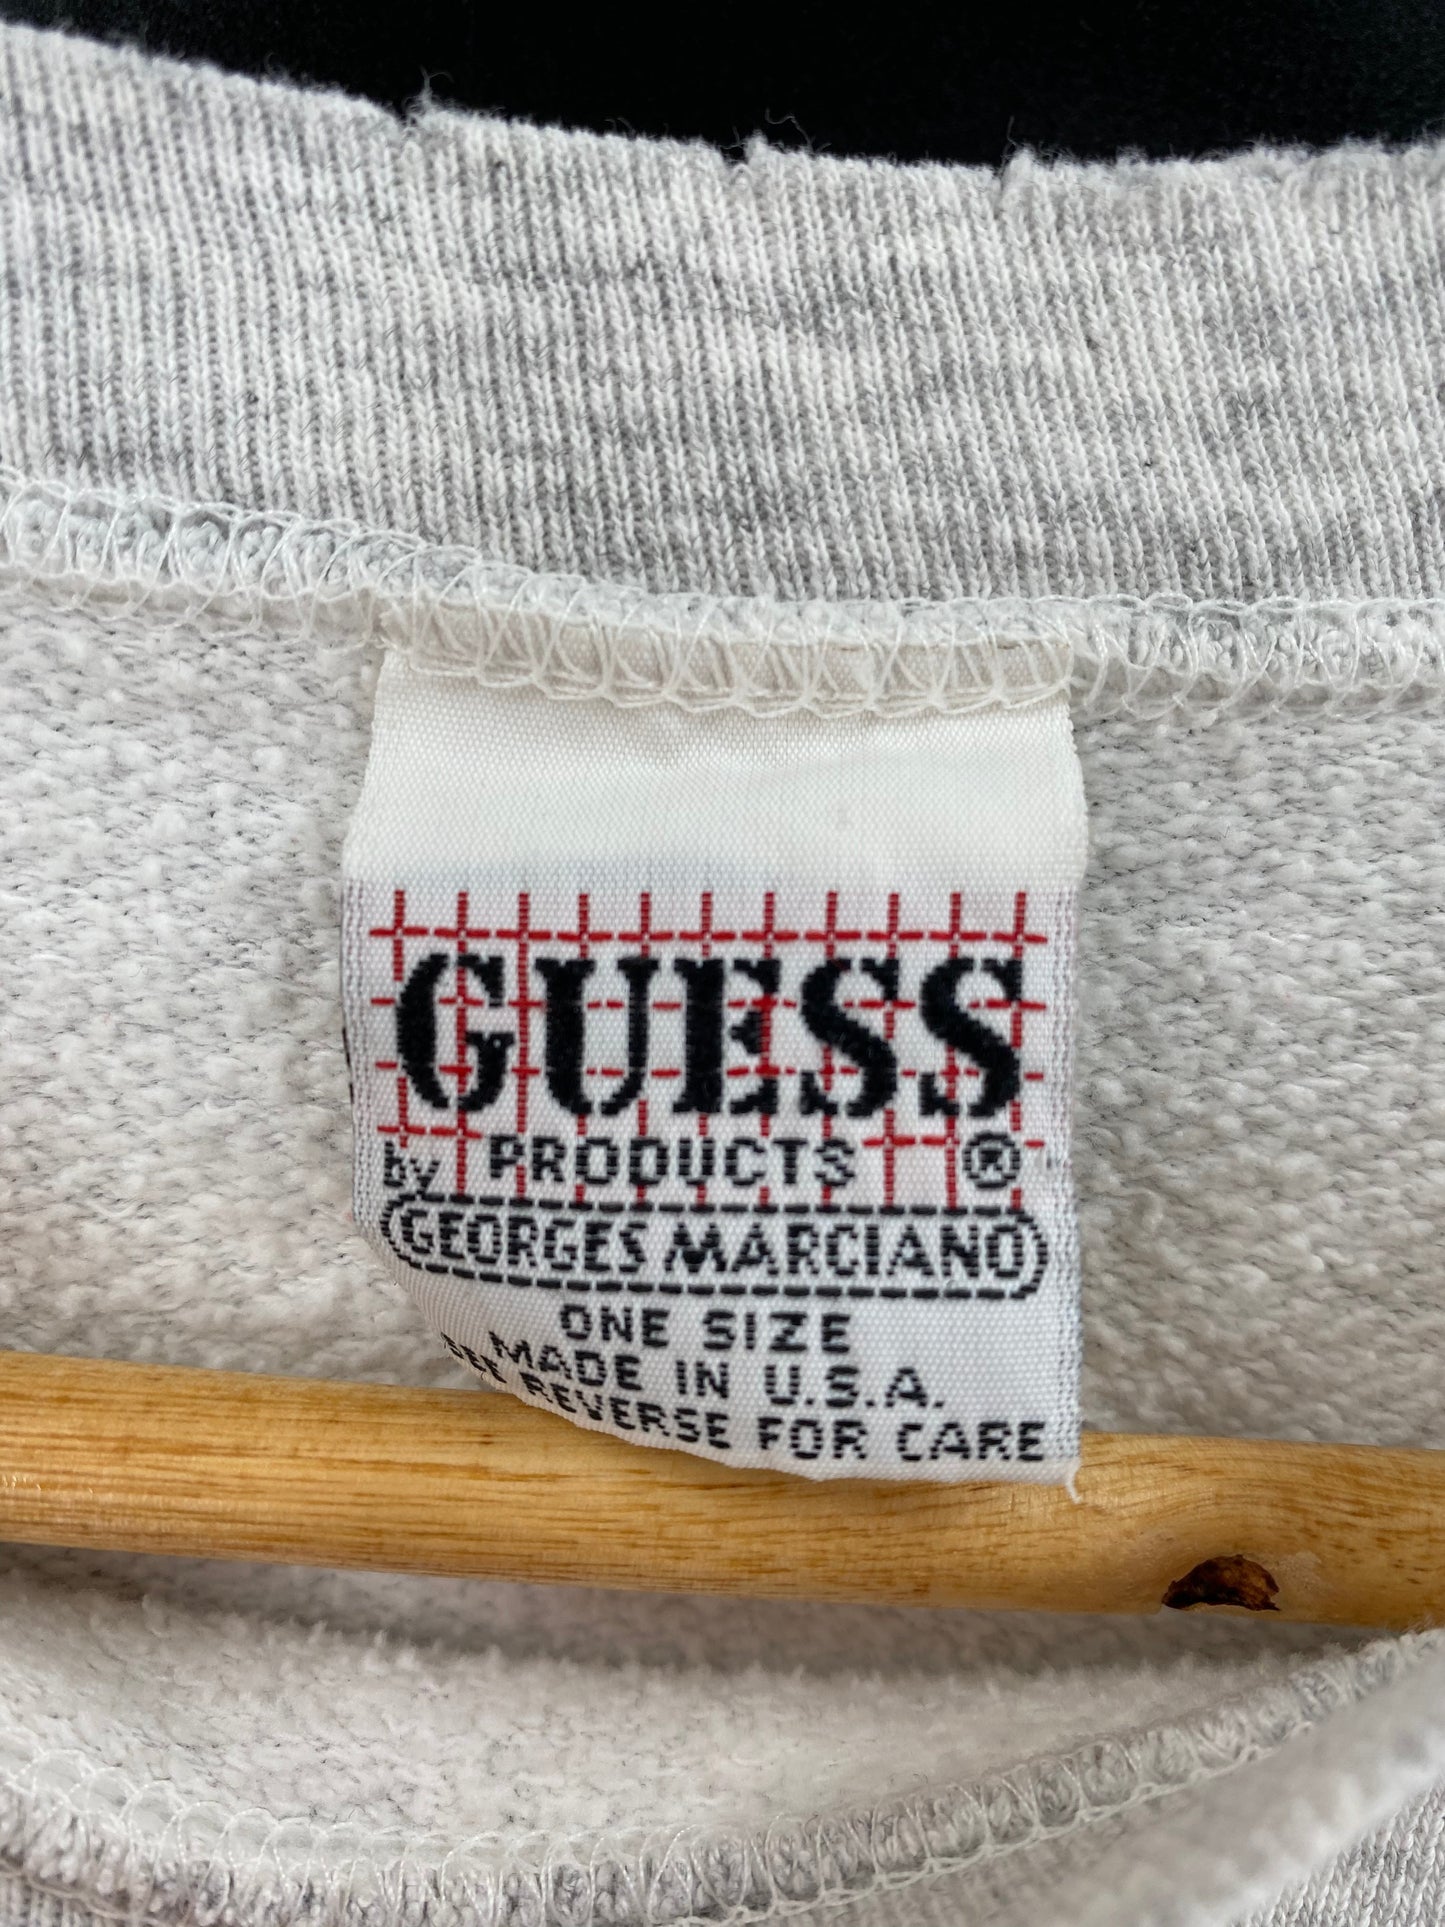 GUESS
by PRODUCTS ®
GEORGES MARCIANO
ONE SIZE
MADE IN U.S.A.
SEE REVERSE FOR CARE